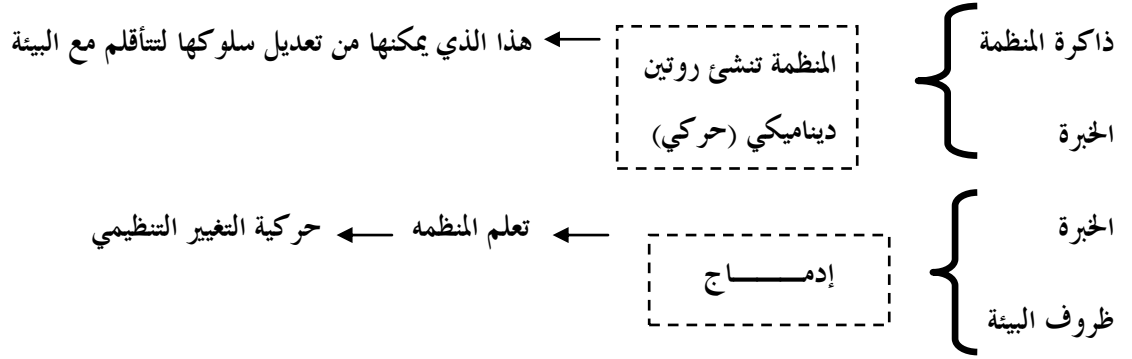 ذاكرة المنظمة
المنظمة تنشئ روتين
ديناميكي (حركي)
هذا الذي يمكنها من تعديل سلوكها لتتأقلم مع البيئة
الخبرة
الخبرة
إدمـــــــاج
تعلم المنظمه
حركية التغيير التنظيمي
ظروف البيئة